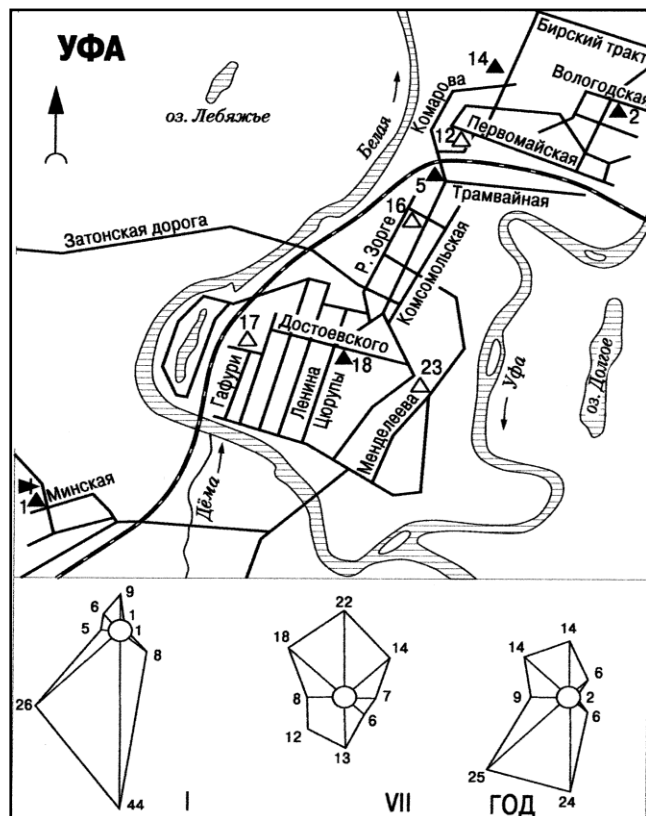 УФА
оз. Лебяжье
Белая
Бирский тракт
14
Вологодская
2
Комарова
12
Первомайская
5
Трамвайная
16
Затонская дорога
Р. Зорге
Комсомольская
17
Достоевского
18
23
Гафури
Ленина
Цюрупы
Менделеева
Уфа
оз. Долгое
Дёма
Минская
1
9
6
1
5
1
8
26
44
I
22
18
14
8
7
6
12
13
VII
14
14
6
9
2
6
25
24
ГОД